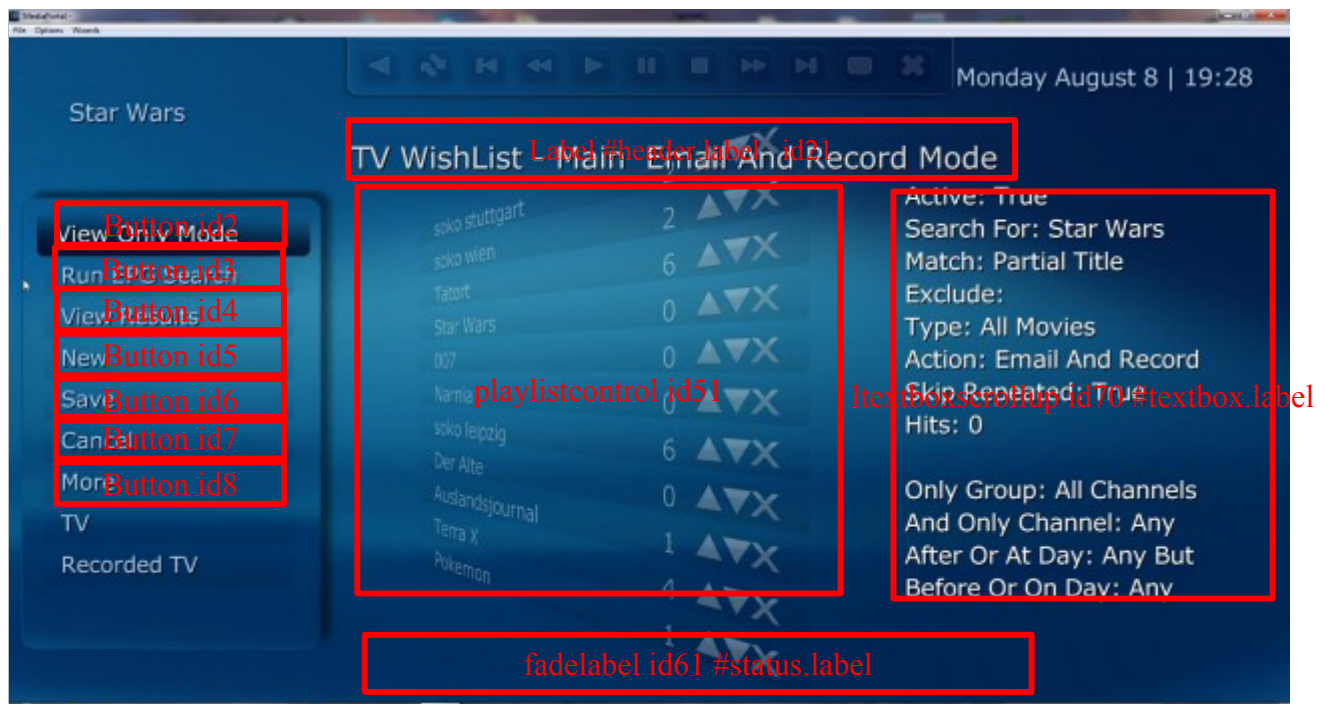 MediaPortal -
File Options Wizards
Monday August 8 | 19:28
Star Wars
TV WishList - Main Email And Record Mode
Label #header.label id21
View Only Mode
Button id2
Run EPG Search
Button id3
View Results
Button id4
New
Button id5
Save
Button id6
Cancel
Button id7
More
Button id8
TV
Recorded TV
soko stuttgart
soko wien
Tatort
Star Wars
007
Narnia
soko leipzig
Der Alte
Auslandsjournal
Terra X
Pokemon
2
6
0
0
0
6
0
1
4
1
playlistcontrol id51
Active: True
Search For: Star Wars
Match: Partial Title
Exclude:
Type: All Movies
Action: Email And Record
Skip Repeated: True
Hits: 0
Only Group: All Channels
And Only Channel: Any
After Or At Day: Any But
Before Or On Day: Any
ltextboxscrollup id70 #textbox.label
fadelabel id61 #status.label